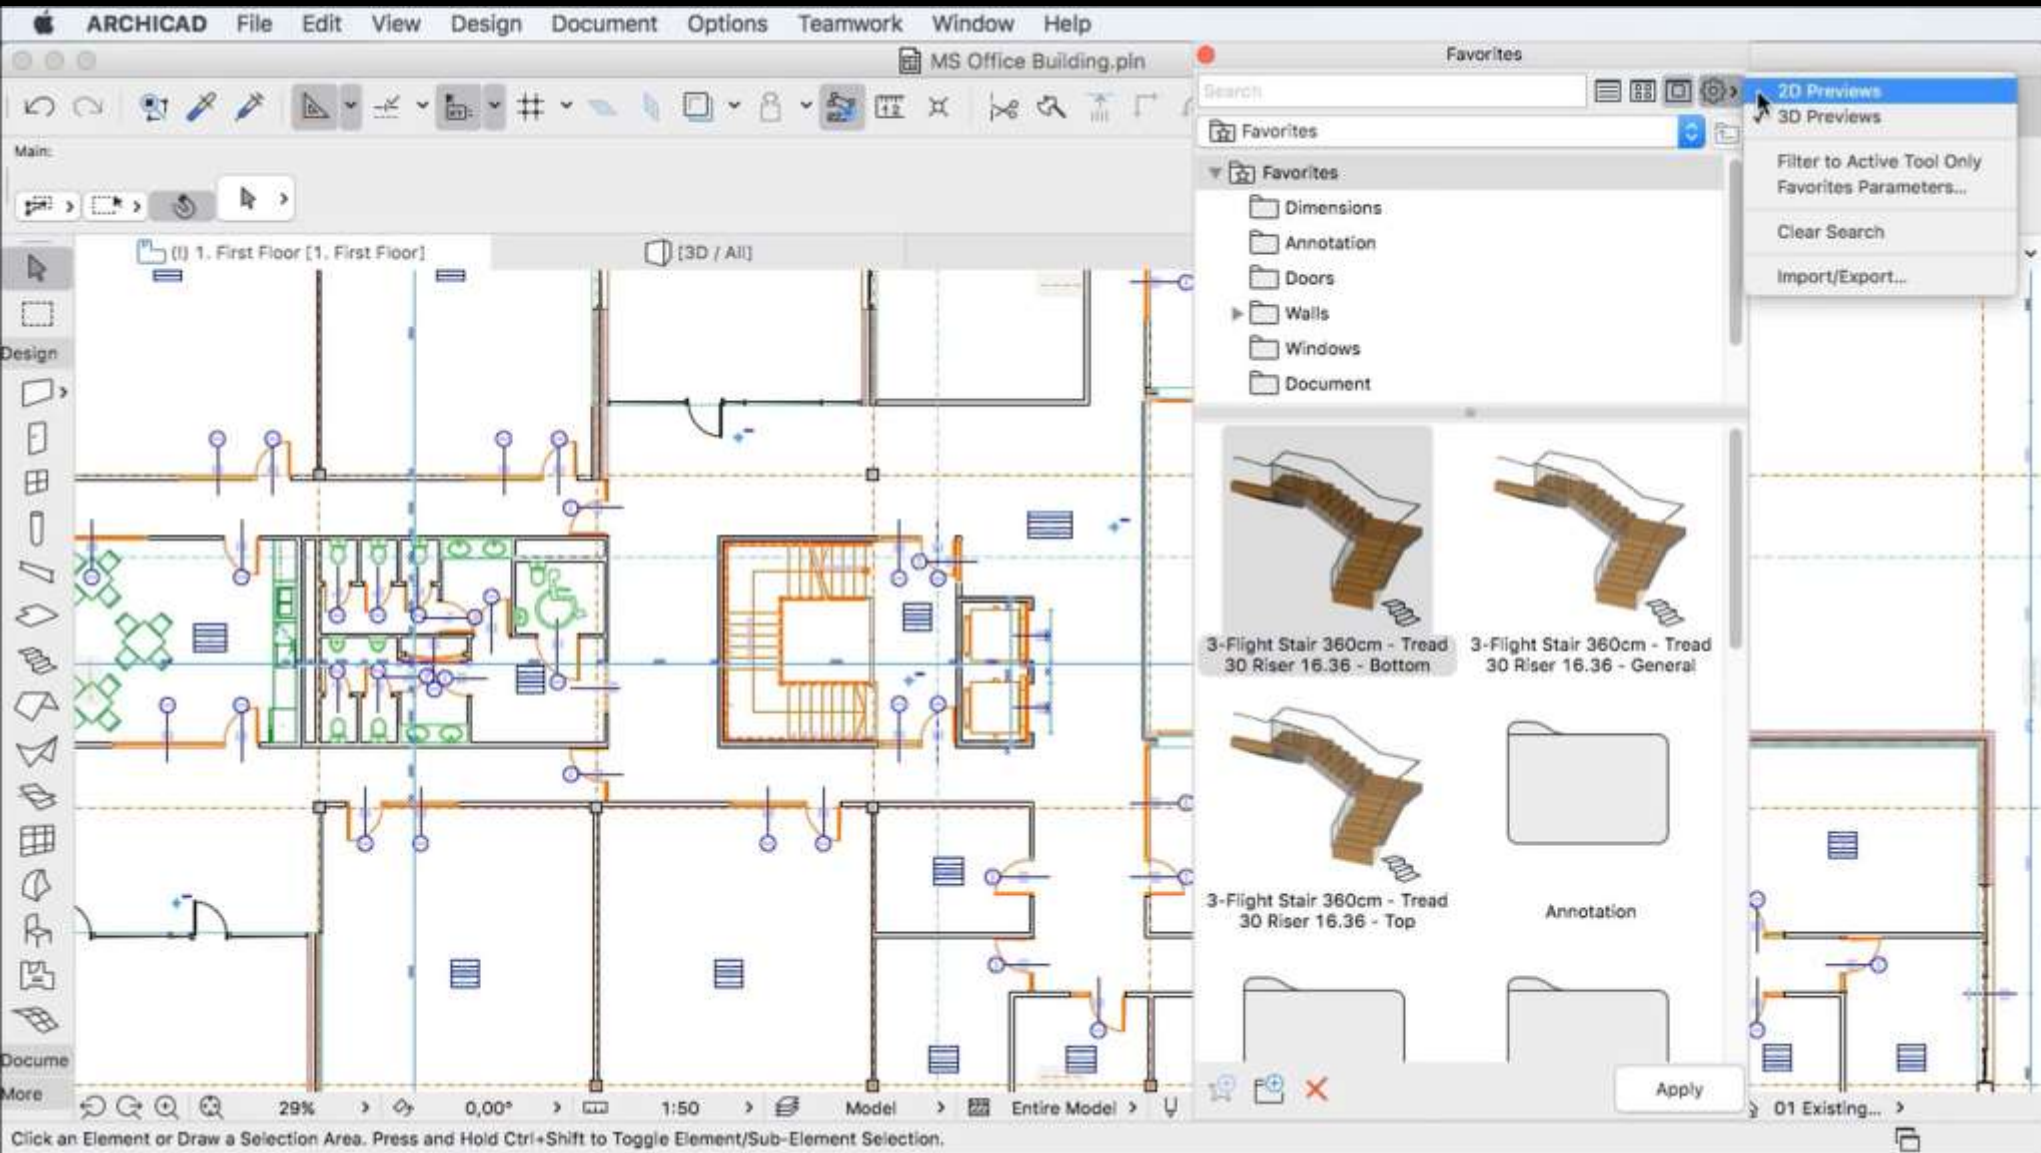 ARCHICAD File Edit View Design Document Options Teamwork Window Help
MS Office Building.pln
Favorites
Search
2D Previews
3D Previews
Favorites
Main:
Filter to Active Tool Only
Favorites
Favorites Parameters...
Dimensions
Clear Search
Annotation
(!) 1. First Floor [1. First Floor]
[3D / All]
Doors
Import/Export...
Walls
Windows
Design
Document
3-Flight Stair 360cm - Tread
30 Riser 16.36 - Bottom
3-Flight Stair 360cm - Tread
30 Riser 16.36 - General
3-Flight Stair 360cm - Tread
30 Riser 16.36 - Top
Annotation
Docume
More
Apply
29% 0,00° 1:50 Model Entire Model 01 Existing...
Click an Element or Draw a Selection Area. Press and Hold Ctrl+Shift to Toggle Element/Sub-Element Selection.